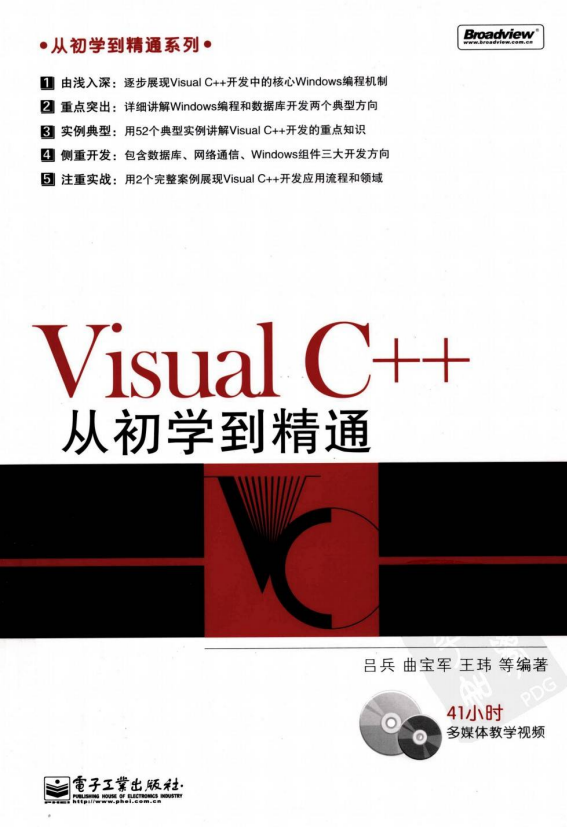 •从初学到精通系列•
Broadview®
www.broadview.com.cn
1 由浅入深：逐步展现Visual C++开发中的核心Windows编程机制
2 重点突出：详细讲解Windows编程和数据库开发两个典型方向
3 实例典型：用52个典型实例讲解Visual C++开发的重点知识
4 侧重开发：包含数据库、网络通信、Windows组件三大开发方向
5 注重实战：用2个完整案例展现Visual C++开发应用流程和领域
Visual C++
从初学到精通
VC
吕兵 曲宝军 王玮 等编著
PDG
41小时
多媒体教学视频
電子工業出版社·
PUBLISHING HOUSE OF ELECTRONICS INDUSTRY
http://www.phei.com.cn